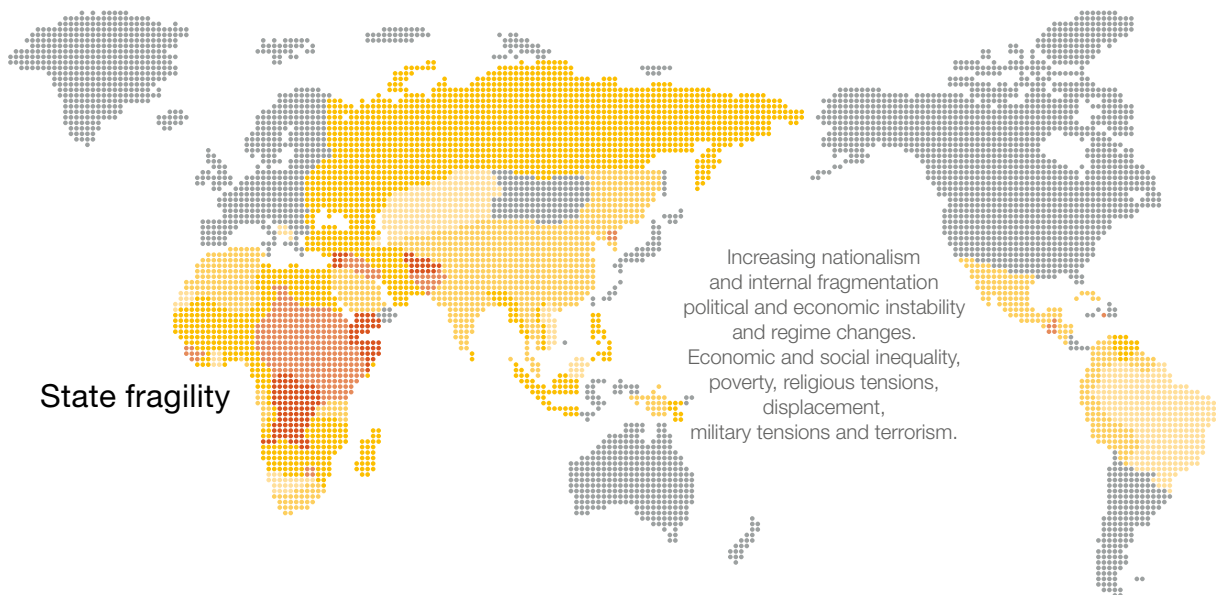 Increasing nationalism
and internal fragmentation
political and economic instability
and regime changes.
Economic and social inequality,
poverty, religious tensions,
displacement,
military tensions and terrorism.
State fragility